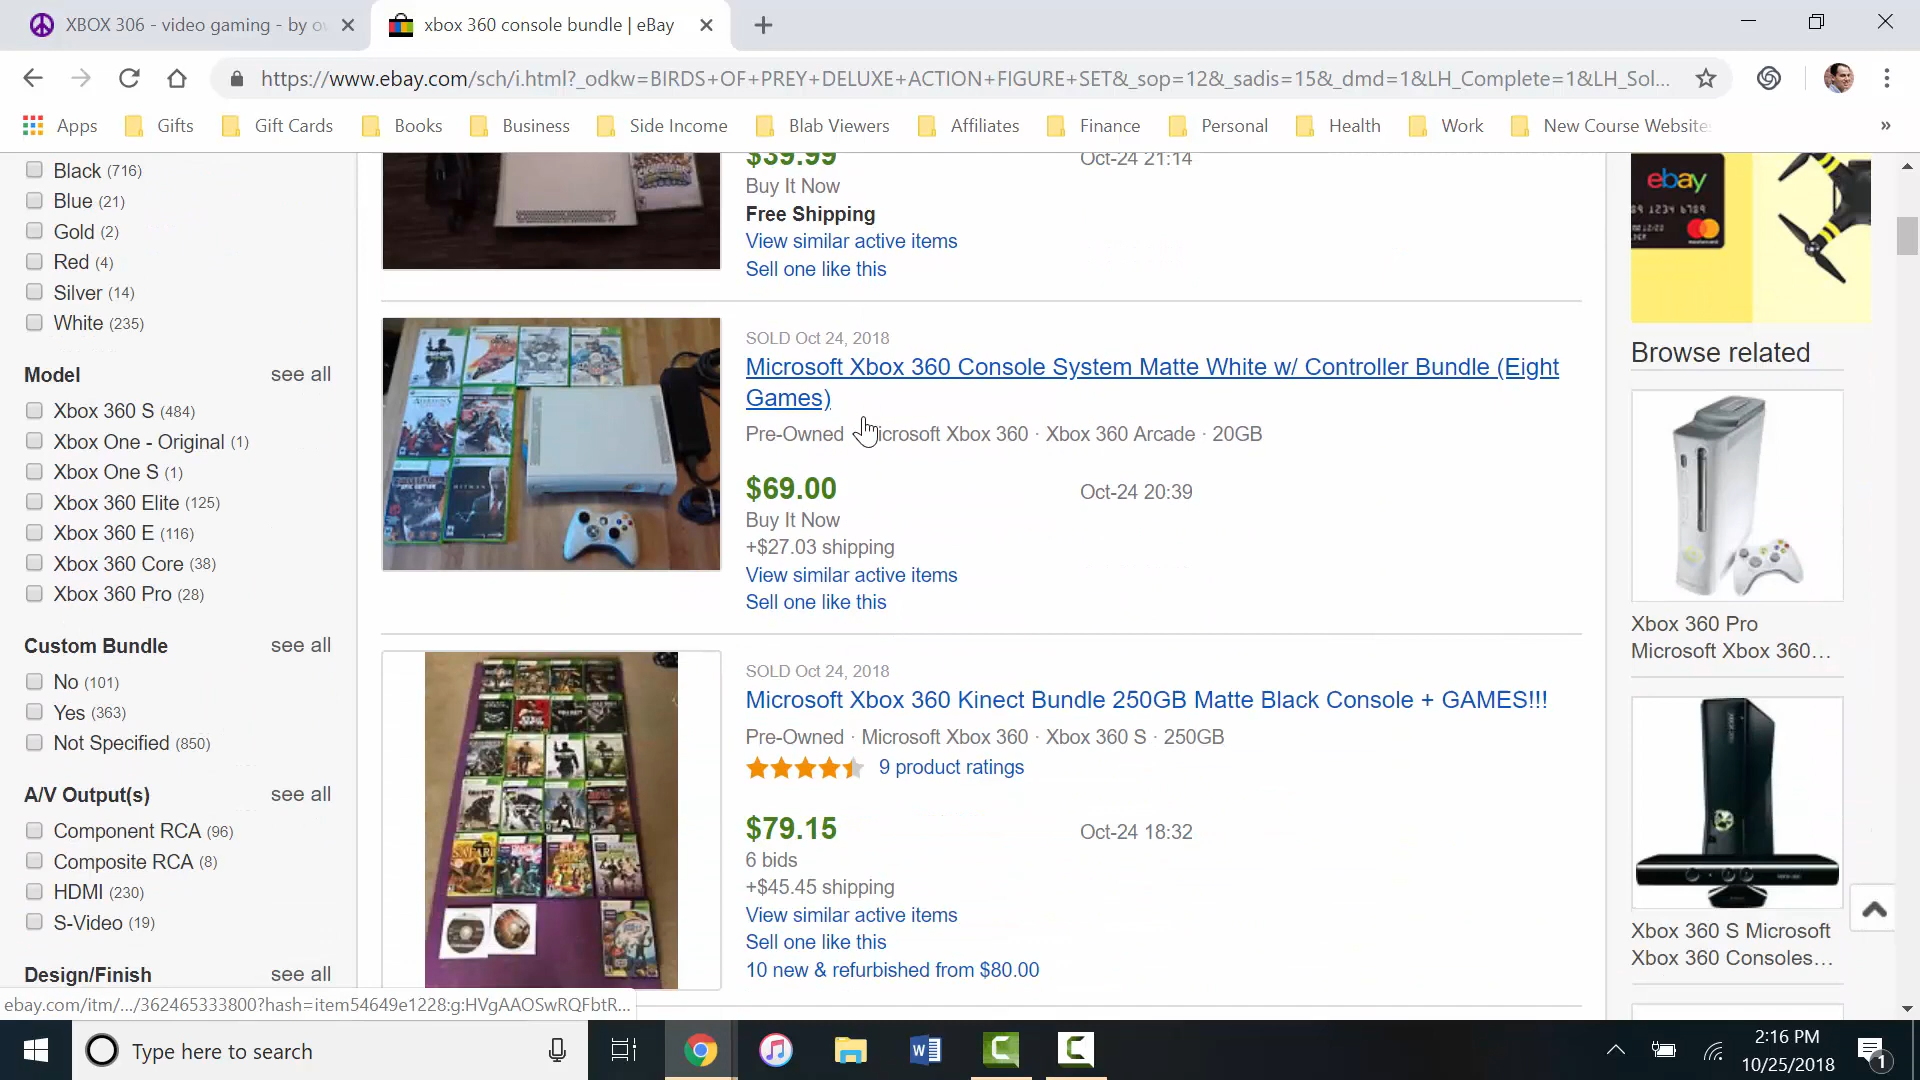 XBOX 306 - video gaming - by o
xbox 360 console bundle | eBay
https://www.ebay.com/sch/i.html?_odkw=BIRDS+OF+PREY+DELUXE+ACTION+FIGURE+SET&_sop=12&_sadis=15&_dmd=1&LH_Complete=1&LH_Sol...
Apps Gifts Gift Cards Books Business Side Income Blab Viewers Affiliates Finance Personal Health Work New Course Website »
Black (716)
Blue (21)
Gold (2)
Red (4)
Silver (14)
White (235)
Model see all
Xbox 360 S (484)
Xbox One - Original (1)
Xbox One S (1)
Xbox 360 Elite (125)
Xbox 360 E (116)
Xbox 360 Core (38)
Xbox 360 Pro (28)
Custom Bundle see all
No (101)
Yes (363)
Not Specified (850)
A/V Output(s) see all
Component RCA (96)
Composite RCA (8)
HDMI (230)
S-Video (19)
Design/Finish see all
$39.99 Oct-24 21:14
Buy It Now
Free Shipping
View similar active items
Sell one like this
SOLD Oct 24, 2018
Microsoft Xbox 360 Console System Matte White w/ Controller Bundle (Eight
Games)
Pre-Owned · Microsoft Xbox 360 · Xbox 360 Arcade · 20GB
$69.00 Oct-24 20:39
Buy It Now
+$27.03 shipping
View similar active items
Sell one like this
HITMAN
SOLD Oct 24, 2018
Microsoft Xbox 360 Kinect Bundle 250GB Matte Black Console + GAMES!!!
Pre-Owned · Microsoft Xbox 360 · Xbox 360 S · 250GB
9 product ratings
$79.15 Oct-24 18:32
6 bids
+$45.45 shipping
View similar active items
Sell one like this
10 new & refurbished from $80.00
ebay
Browse related
Xbox 360 Pro
Microsoft Xbox 360...
Xbox 360 S Microsoft
Xbox 360 Consoles...
ebay.com/itm/.../362465333800?hash=item54649e1228:g:HVgAAOSwRQFbtR...
Type here to search
2:16 PM
10/25/2018
1